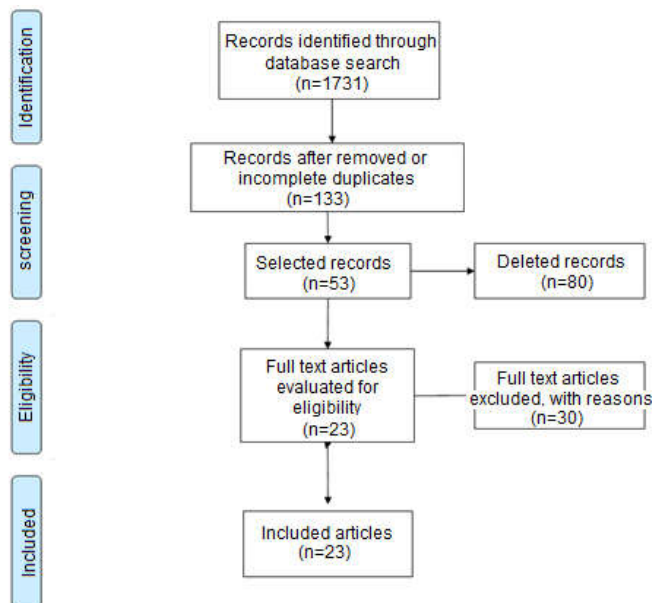 Identification
Records identified through
database search
(n=1731)
Records after removed or
incomplete duplicates
(n=133)
screening
Selected records
(n=53)
Deleted records
(n=80)
Eligibility
Full text articles
evaluated for
eligibility
(n=23)
Full text articles
excluded, with reasons
(n=30)
Included
Included articles
(n=23)